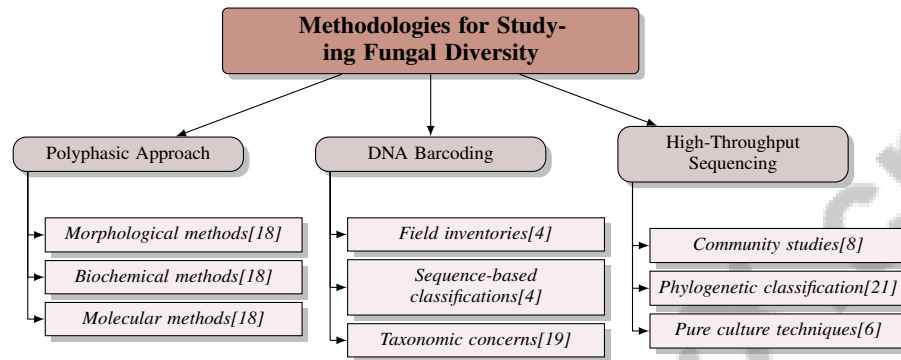 Methodologies for Study-
ing Fungal Diversity
Polyphasic Approach
Morphological methods[18]
Biochemical methods[18]
Molecular methods[18]
DNA Barcoding
Field inventories[4]
Sequence-based
classifications[4]
Taxonomic concerns[19]
High-Throughput
Sequencing
Community studies[8]
Phylogenetic classification[21]
Pure culture techniques[6]